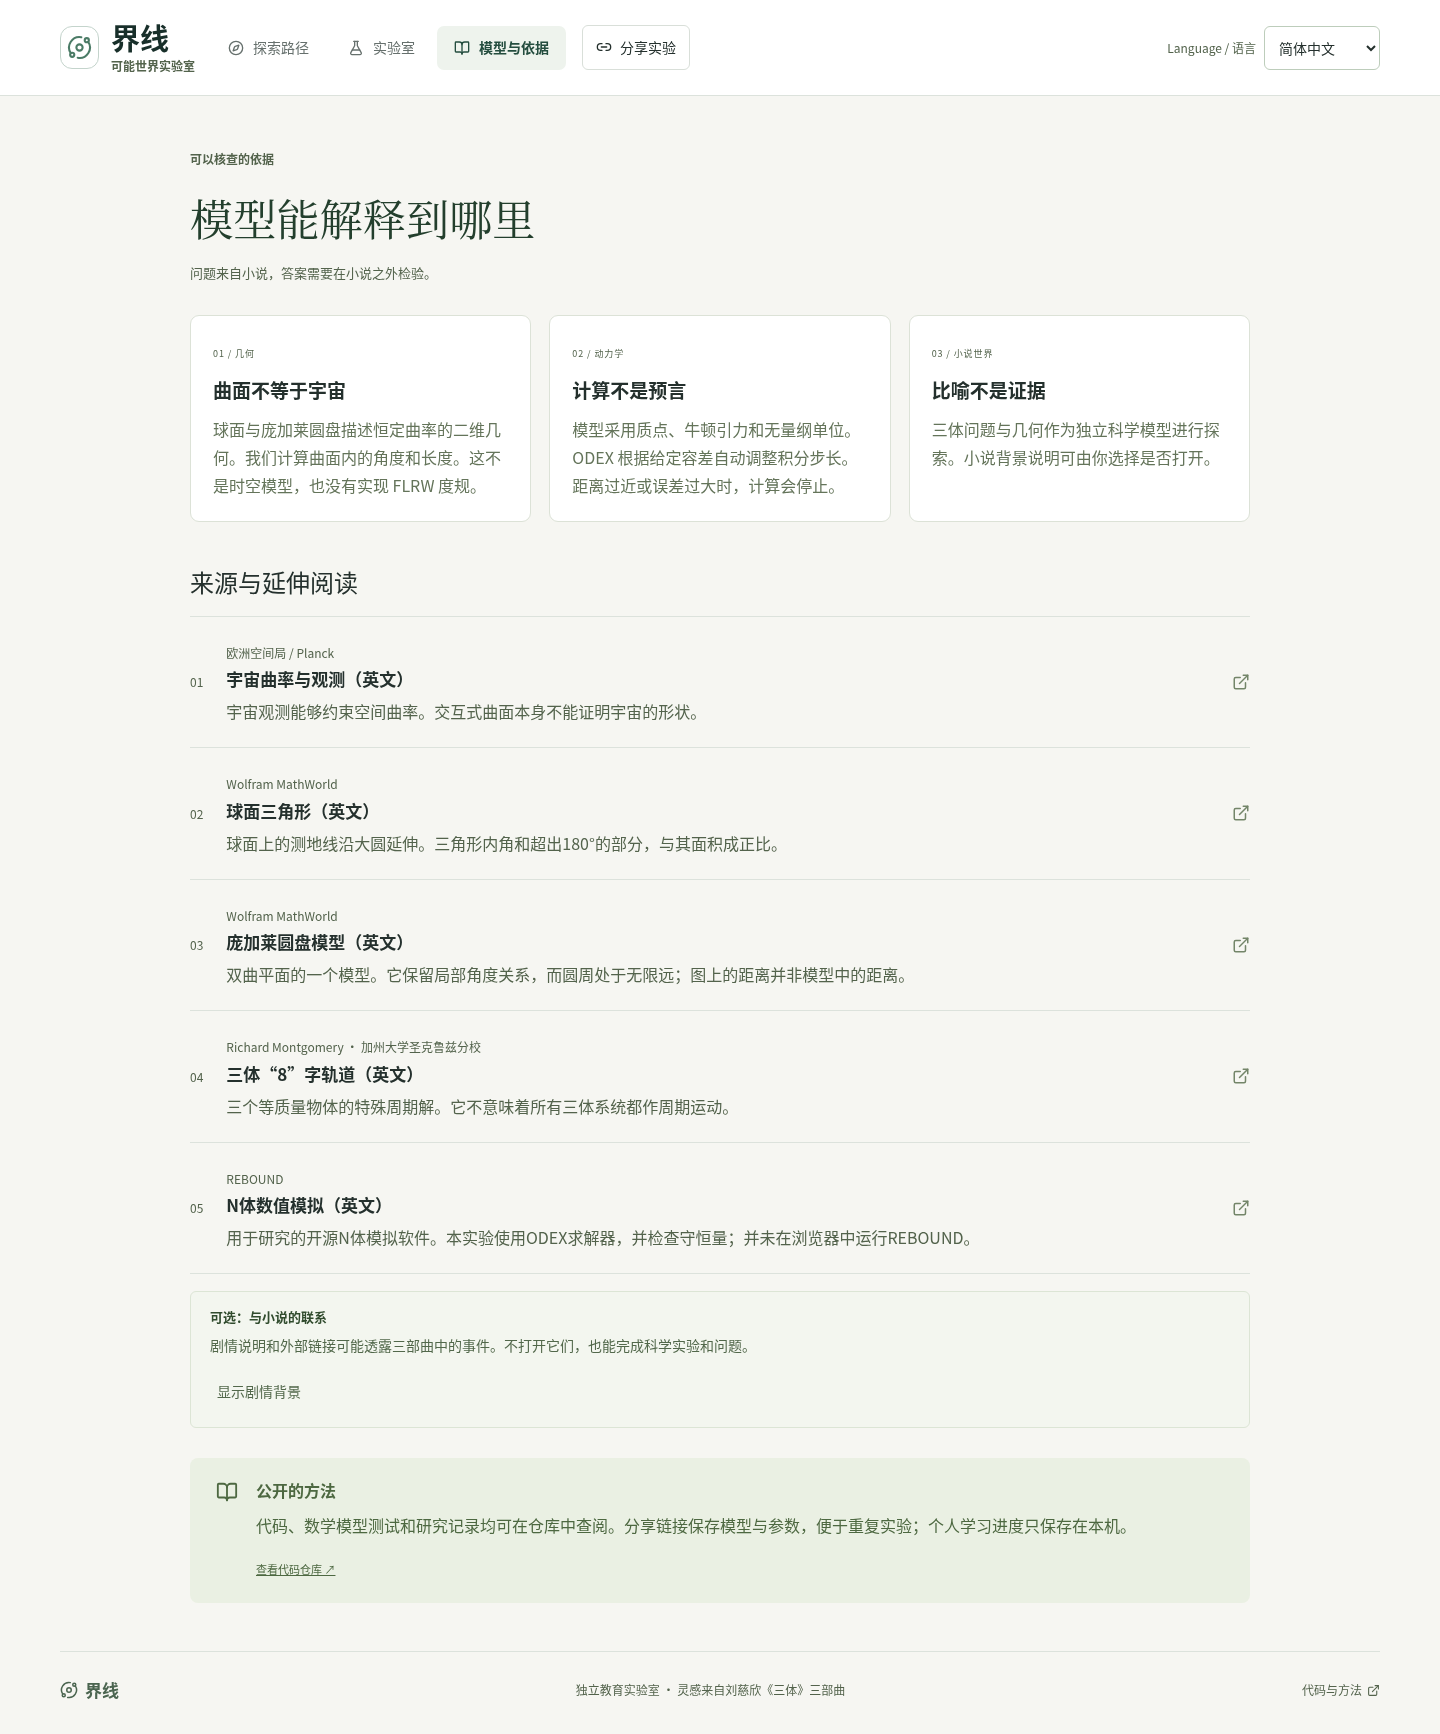 界线
可能世界实验室
探索路径
实验室
模型与依据
分享实验
Language / 语言
简体中文
可以核查的依据
模型能解释到哪里
问题来自小说，答案需要在小说之外检验。
01 / 几何
曲面不等于宇宙
球面与庞加莱圆盘描述恒定曲率的二维几
何。我们计算曲面内的角度和长度。这不
是时空模型，也没有实现 FLRW 度规。
02 / 动力学
计算不是预言
模型采用质点、牛顿引力和无量纲单位。
ODEX 根据给定容差自动调整积分步长。
距离过近或误差过大时，计算会停止。
03 / 小说世界
比喻不是证据
三体问题与几何作为独立科学模型进行探
索。小说背景说明可由你选择是否打开。
来源与延伸阅读
01
欧洲空间局 / Planck
宇宙曲率与观测（英文）
宇宙观测能够约束空间曲率。交互式曲面本身不能证明宇宙的形状。
02
Wolfram MathWorld
球面三角形（英文）
球面上的测地线沿大圆延伸。三角形内角和超出180°的部分，与其面积成正比。
03
Wolfram MathWorld
庞加莱圆盘模型（英文）
双曲平面的一个模型。它保留局部角度关系，而圆周处于无限远；图上的距离并非模型中的距离。
04
Richard Montgomery · 加州大学圣克鲁兹分校
三体“8”字轨道（英文）
三个等质量物体的特殊周期解。它不意味着所有三体系统都作周期运动。
05
REBOUND
N体数值模拟（英文）
用于研究的开源N体模拟软件。本实验使用ODEX求解器，并检查守恒量；并未在浏览器中运行REBOUND。
可选：与小说的联系
剧情说明和外部链接可能透露三部曲中的事件。不打开它们，也能完成科学实验和问题。
显示剧情背景
公开的方法
代码、数学模型测试和研究记录均可在仓库中查阅。分享链接保存模型与参数，便于重复实验；个人学习进度只保存在本机。
查看代码仓库 ↗
界线
独立教育实验室 · 灵感来自刘慈欣《三体》三部曲
代码与方法